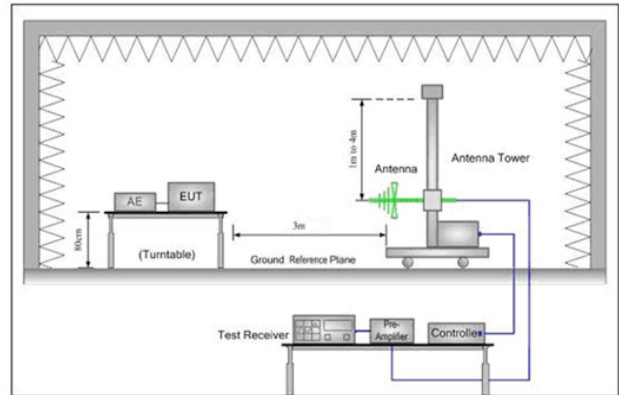 1m to 4m
Antenna
Antenna Tower
AE
EUT
80cm
(Turntable)
3m
Ground Reference Plane
Test Receiver
Pre-
Amplifier
Controller